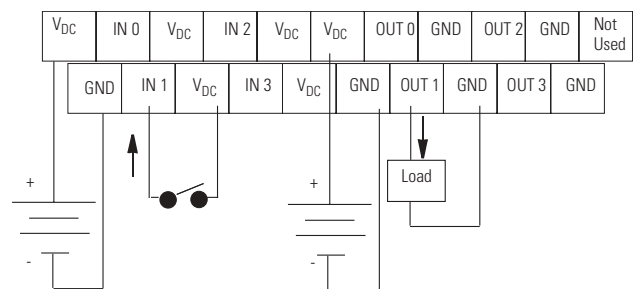 VDC IN 0 VDC IN 2 VDC VDC OUT 0 GND OUT 2 GND Not Used
GND IN 1 VDC IN 3 VDC GND OUT 1 GND OUT 3 GND
Load
+ +
- -